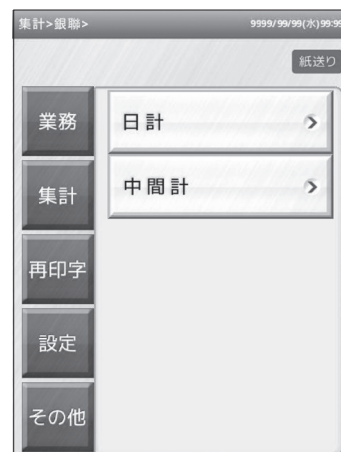 集計>銀聯> 9999/99/99(水)99:99
紙送り
業務
日計
中間計
集計
再印字
設定
その他